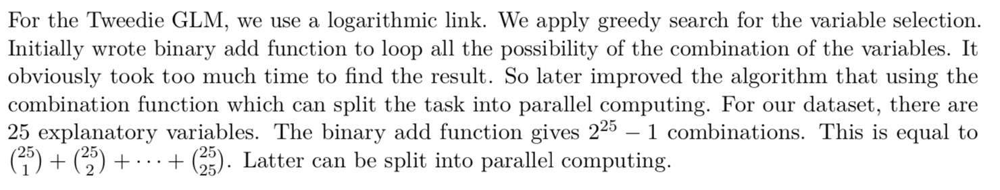 For the Tweedie GLM, we use a logarithmic link. We apply greedy search for the variable selection.
Initially wrote binary add function to loop all the possibility of the combination of the variables. It
obviously took too much time to find the result. So later improved the algorithm that using the
combination function which can split the task into parallel computing. For our dataset, there are
25 explanatory variables. The binary add function gives 2^{25} − 1 combinations. This is equal to
\binom{25}{1} + \binom{25}{2} + ⋯ + \binom{25}{25}. Latter can be split into parallel computing.